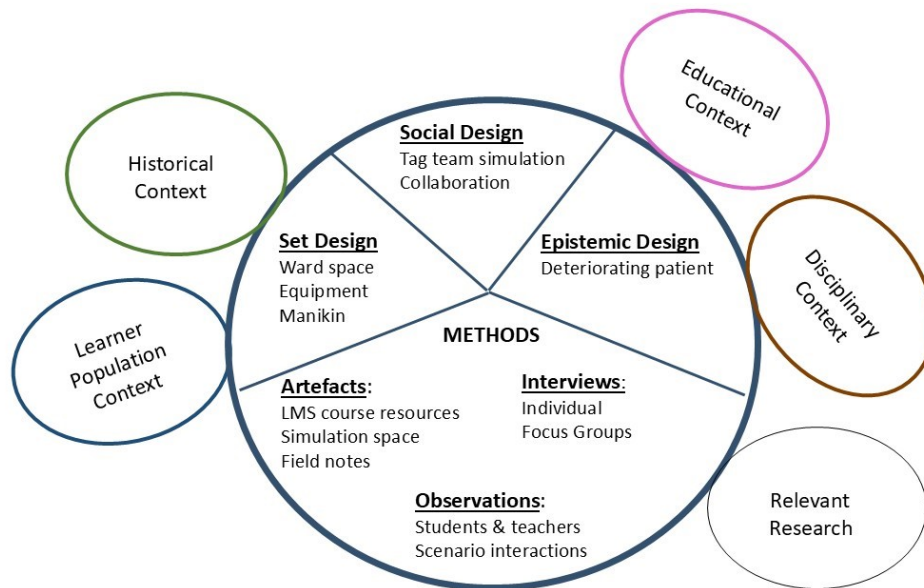 Educational
Context
Historical
Context
Social Design
Tag team simulation
Collaboration
Set Design
Ward space
Equipment
Manikin
Epistemic Design
Deteriorating patient
Disciplinary
Context
Learner
Population
Context
METHODS
Artefacts:
LMS course resources
Simulation space
Field notes
Interviews:
Individual
Focus Groups
Observations:
Students & teachers
Scenario interactions
Relevant
Research